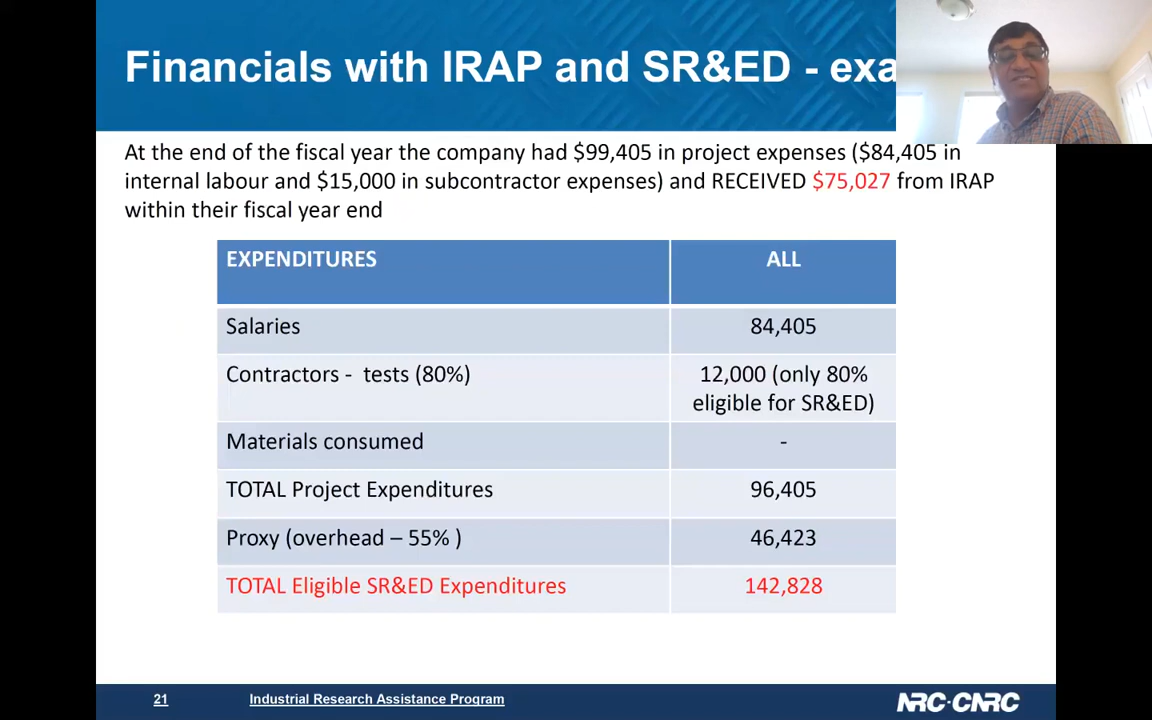 Financials with IRAP and SR&ED - exa
At the end of the fiscal year the company had $99,405 in project expenses ($84,405 in
internal labour and $15,000 in subcontractor expenses) and RECEIVED $75,027 from IRAP
within their fiscal year end
EXPENDITURES ALL
Salaries 84,405
Contractors - tests (80%) 12,000 (only 80%
eligible for SR&ED)
Materials consumed -
TOTAL Project Expenditures 96,405
Proxy (overhead – 55% ) 46,423
TOTAL Eligible SR&ED Expenditures 142,828
21 Industrial Research Assistance Program NRC·CNRC